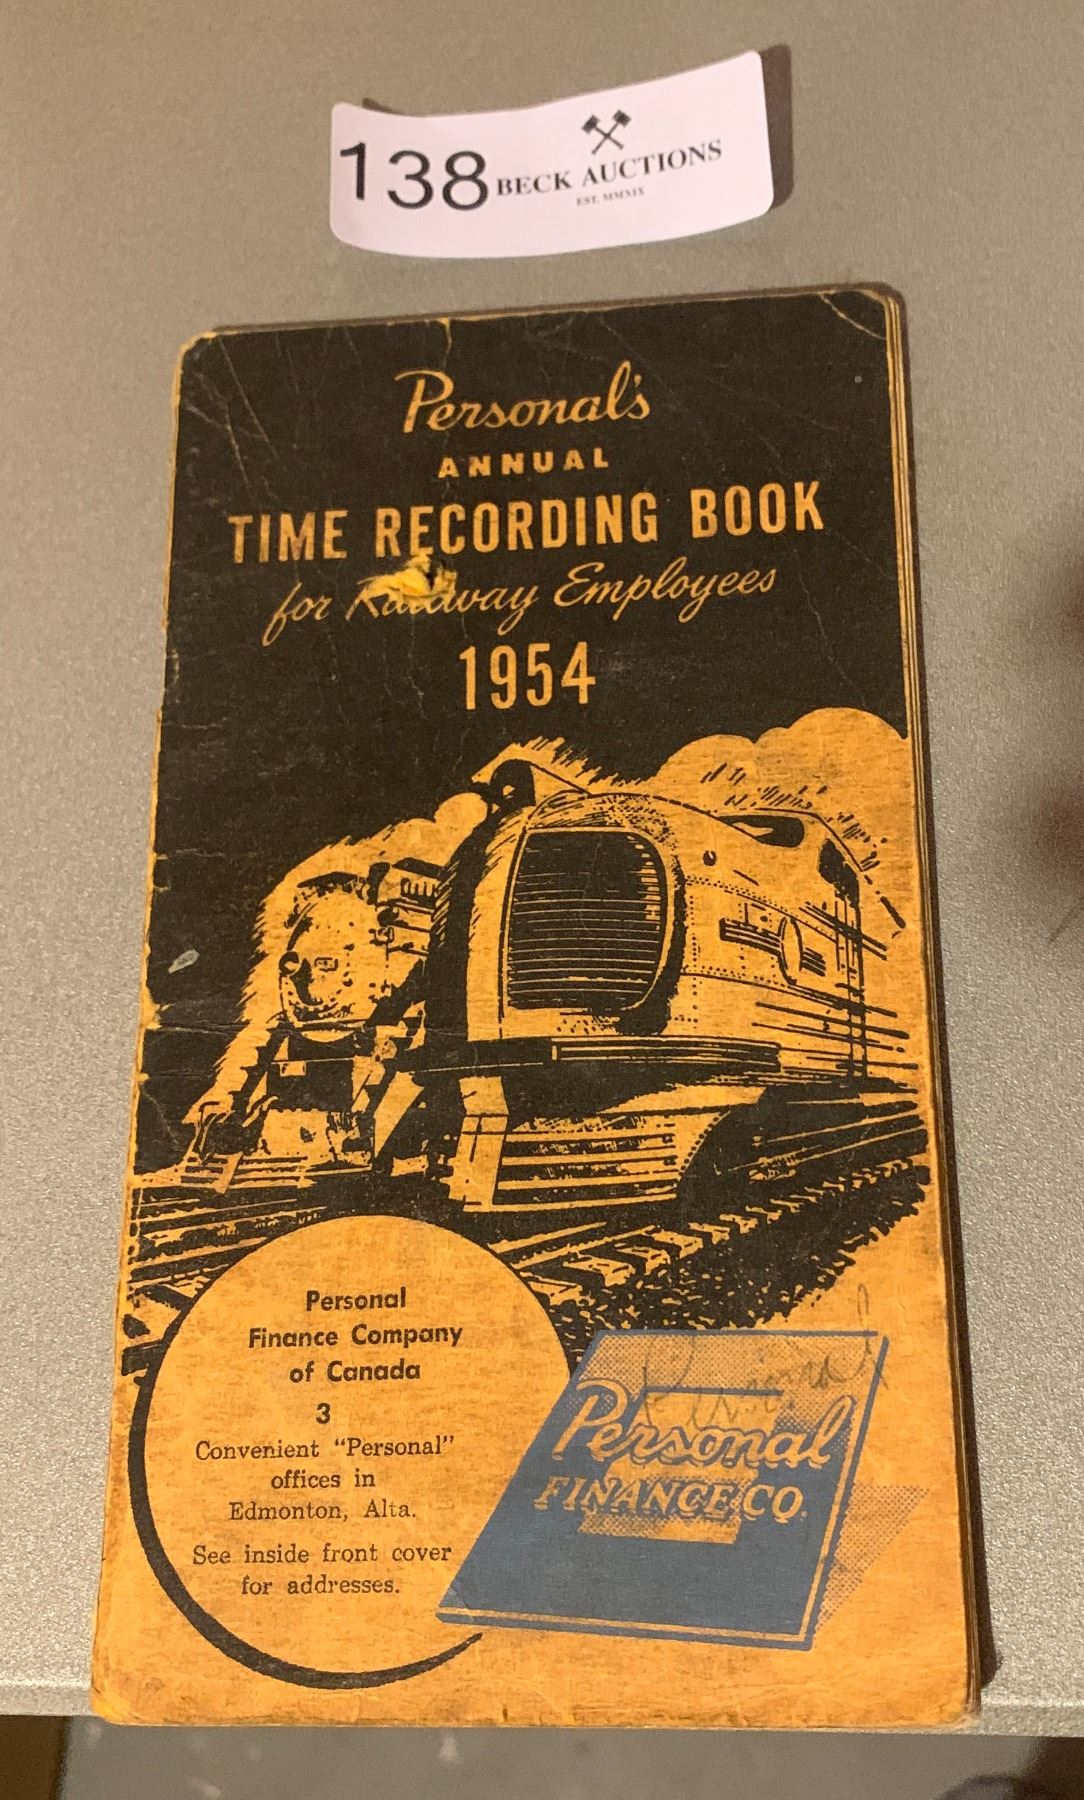 138 BECK AUCTIONS
EST. MMXIX
Personal's
ANNUAL
TIME RECORDING BOOK
for Railway Employees
1954
Personal
Finance Company
of Canada
3
Convenient "Personal"
offices in
Edmonton, Alta.
See inside front cover
for addresses.
Personal
Personal
FINANCE CO.